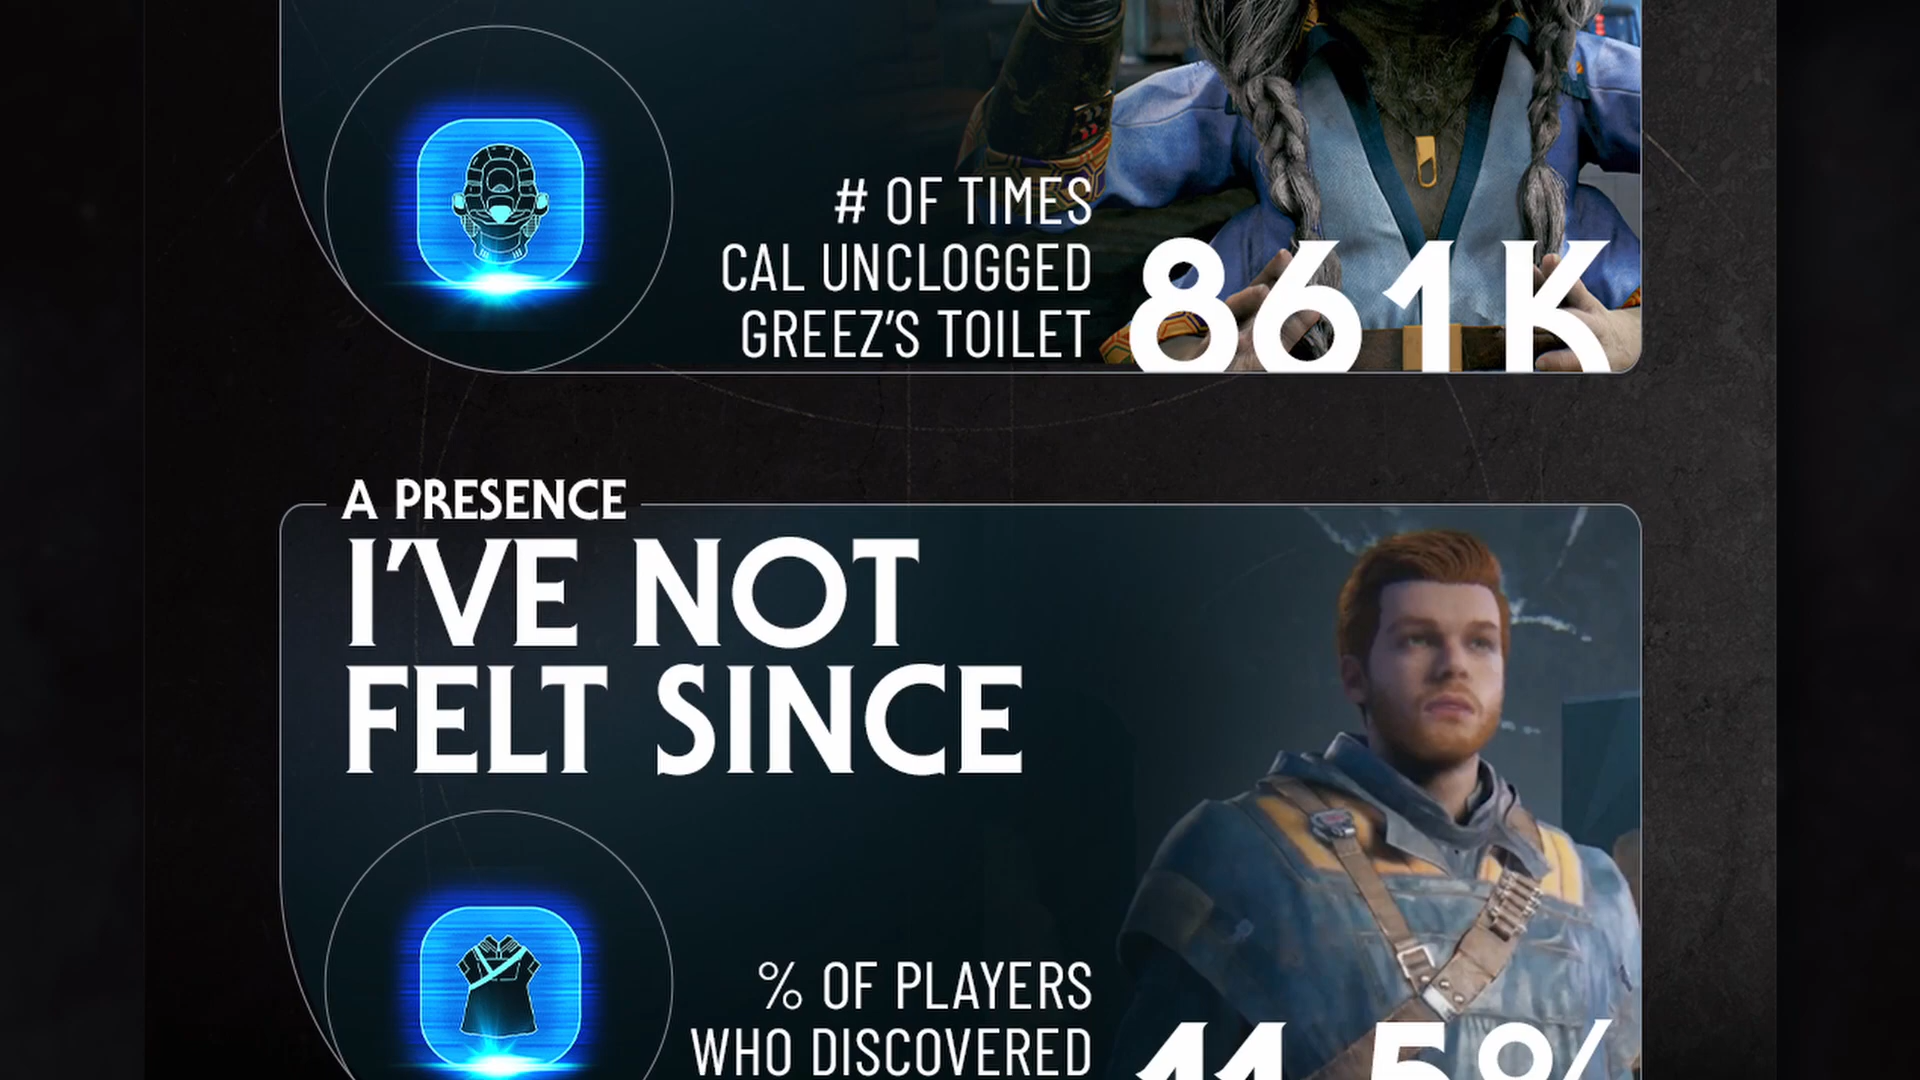 # OF TIMES
CAL UNCLOGGED
GREEZ'S TOILET
861K
A PRESENCE
I'VE NOT
FELT SINCE
% OF PLAYERS
WHO DISCOVERED